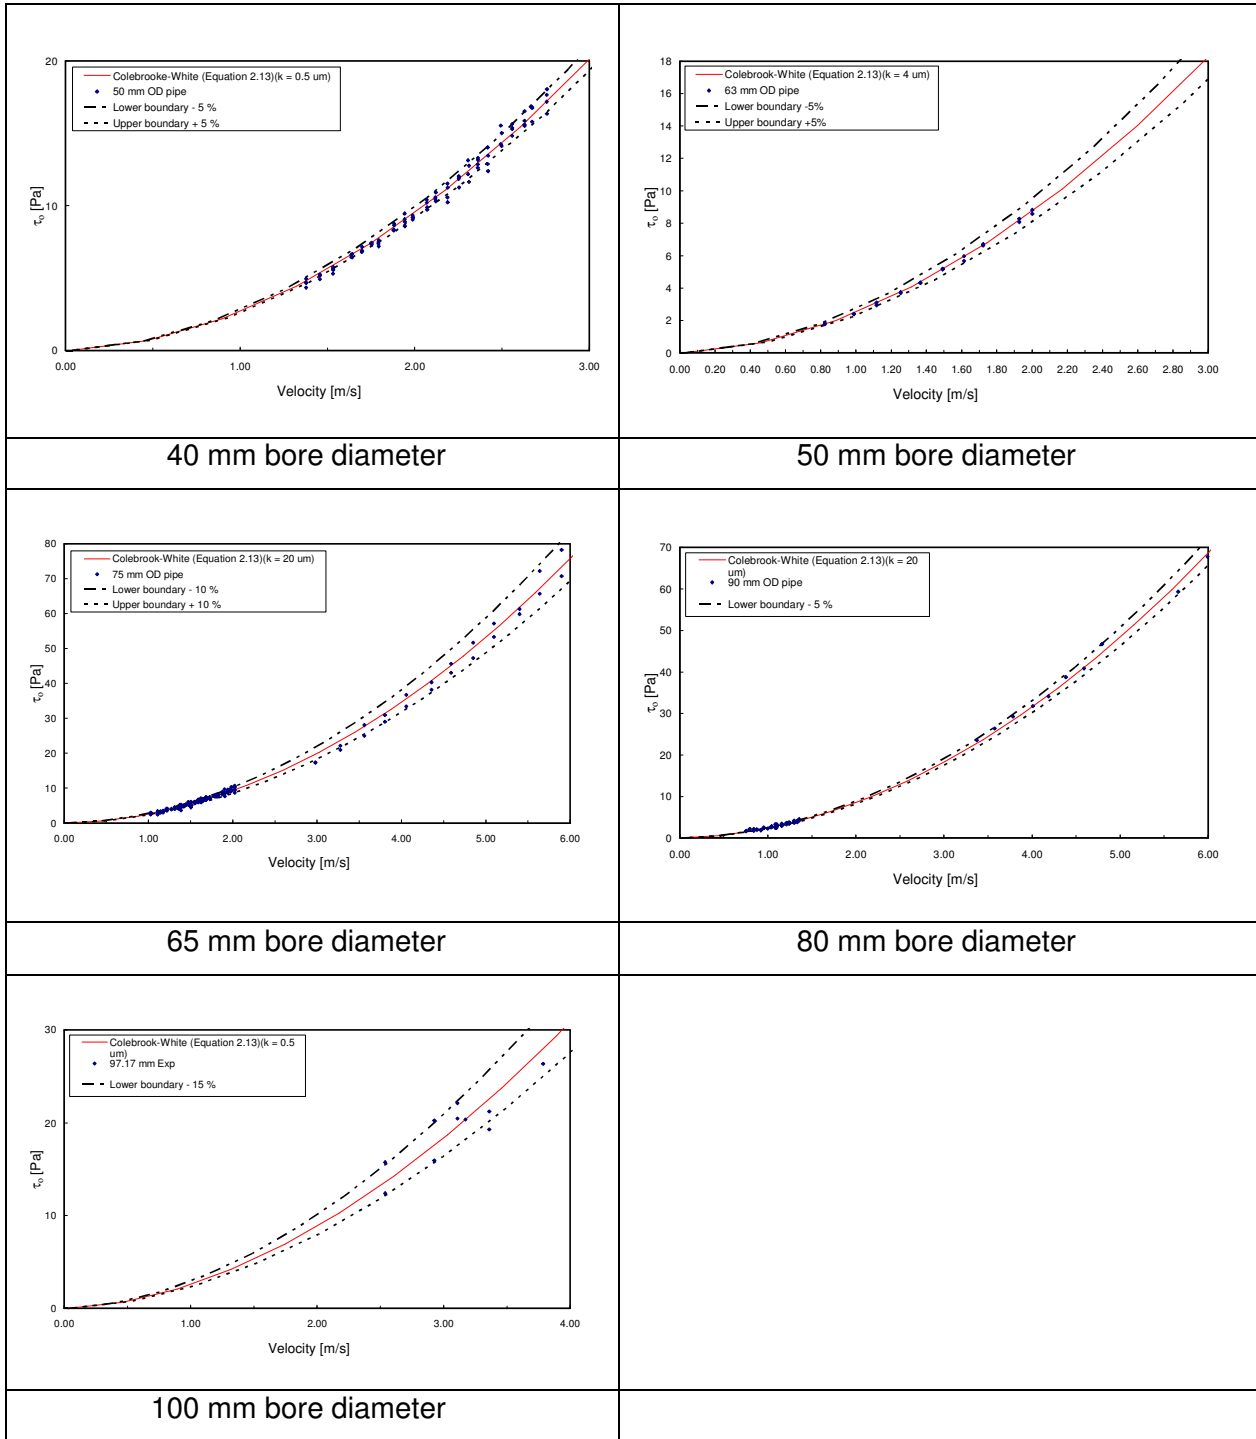 20
10
0
τo [Pa]
Colebrooke-White (Equation 2.13)(k = 0.5 um)
50 mm OD pipe
Lower boundary - 5 %
Upper boundary + 5 %
0.00 1.00 2.00 3.00
Velocity [m/s]
40 mm bore diameter
18
16
14
12
10
8
6
4
2
0
τo [Pa]
Colebrook-White (Equation 2.13)(k = 4 um)
63 mm OD pipe
Lower boundary -5%
Upper boundary +5%
0.00 0.20 0.40 0.60 0.80 1.00 1.20 1.40 1.60 1.80 2.00 2.20 2.40 2.60 2.80 3.00
Velocity [m/s]
50 mm bore diameter
80
70
60
50
40
30
20
10
0
τo [Pa]
Colebrook-White (Equation 2.13)(k = 20 um)
75 mm OD pipe
Lower boundary - 10 %
Upper boundary + 10 %
0.00 1.00 2.00 3.00 4.00 5.00 6.00
Velocity [m/s]
65 mm bore diameter
70
60
50
40
30
20
10
0
τo [Pa]
Colebrook-White (Equation 2.13)(k = 20
um)
90 mm OD pipe
Lower boundary - 5 %
0.00 1.00 2.00 3.00 4.00 5.00 6.00
Velocity [m/s]
80 mm bore diameter
30
20
10
0
τo [Pa]
Colebrook-White (Equation 2.13)(k = 0.5
um)
97.17 mm Exp
Lower boundary - 15 %
0.00 1.00 2.00 3.00 4.00
Velocity [m/s]
100 mm bore diameter